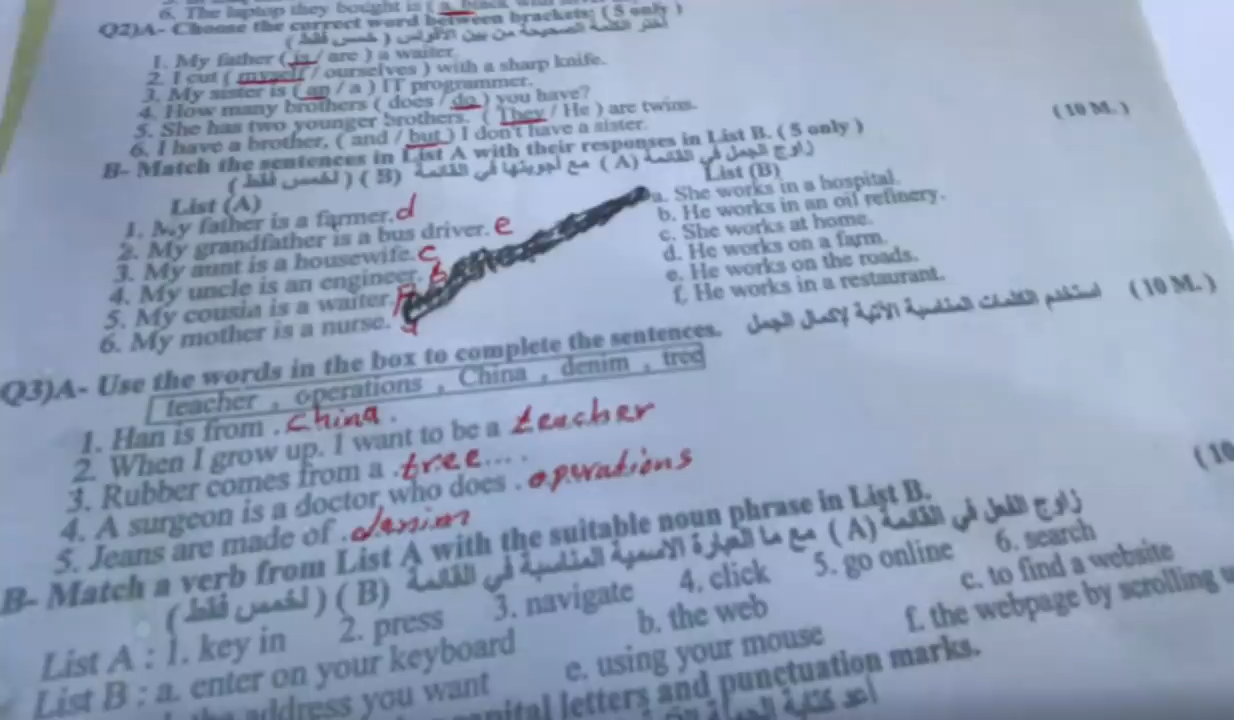 6. The laptop they bought is ( a black
Q2)A- Choose the correct word between brackets: ( 5 only )
اختر الكلمة الصحيحة من بين الأقواس ( خمس فقط )
1. My father ( is / are ) a waiter.
2. I cut ( myself / ourselves ) with a sharp knife.
3. My sister is ( an / a ) IT programmer.
4. How many brothers ( does / do ) you have?
5. She has two younger brothers. ( They / He ) are twins.
6. I have a brother, ( and / but ) I don't have a sister.
( 10 M. )
B- Match the sentences in List A with their responses in List B. ( 5 only )
زاوج الجمل في القائمة (A) مع اجوبتها في القائمة (B) ( لخمس فقط )
List (A)
List (B)
1. My father is a farmer. d
2. My grandfather is a bus driver. e
3. My aunt is a housewife. c
4. My uncle is an engineer. b
5. My cousin is a waiter.
6. My mother is a nurse.
a. She works in a hospital.
b. He works in an oil refinery.
c. She works at home.
d. He works on a farm.
e. He works on the roads.
f. He works in a restaurant.
Q3)A- Use the words in the box to complete the sentences. استخدم الكلمات المناسبة الآتية لإكمال الجمل ( 10 M. )
teacher , operations , China , denim , tree
1. Han is from . China .
2. When I grow up. I want to be a teacher
3. Rubber comes from a .tree... .
4. A surgeon is a doctor who does . operations
5. Jeans are made of .denim
( 10
B- Match a verb from List A with the suitable noun phrase in List B.
زاوج الفعل في القائمة (A) مع ما العبارة الاسمية المناسبة في القائمة (B) ( لخمس فقط )
List A : 1. key in 2. press 3. navigate 4. click 5. go online 6. search
List B : a. enter on your keyboard b. the web c. to find a website
address you want e. using your mouse f. the webpage by scrolling
capital letters and punctuation marks.
أعد كتابة